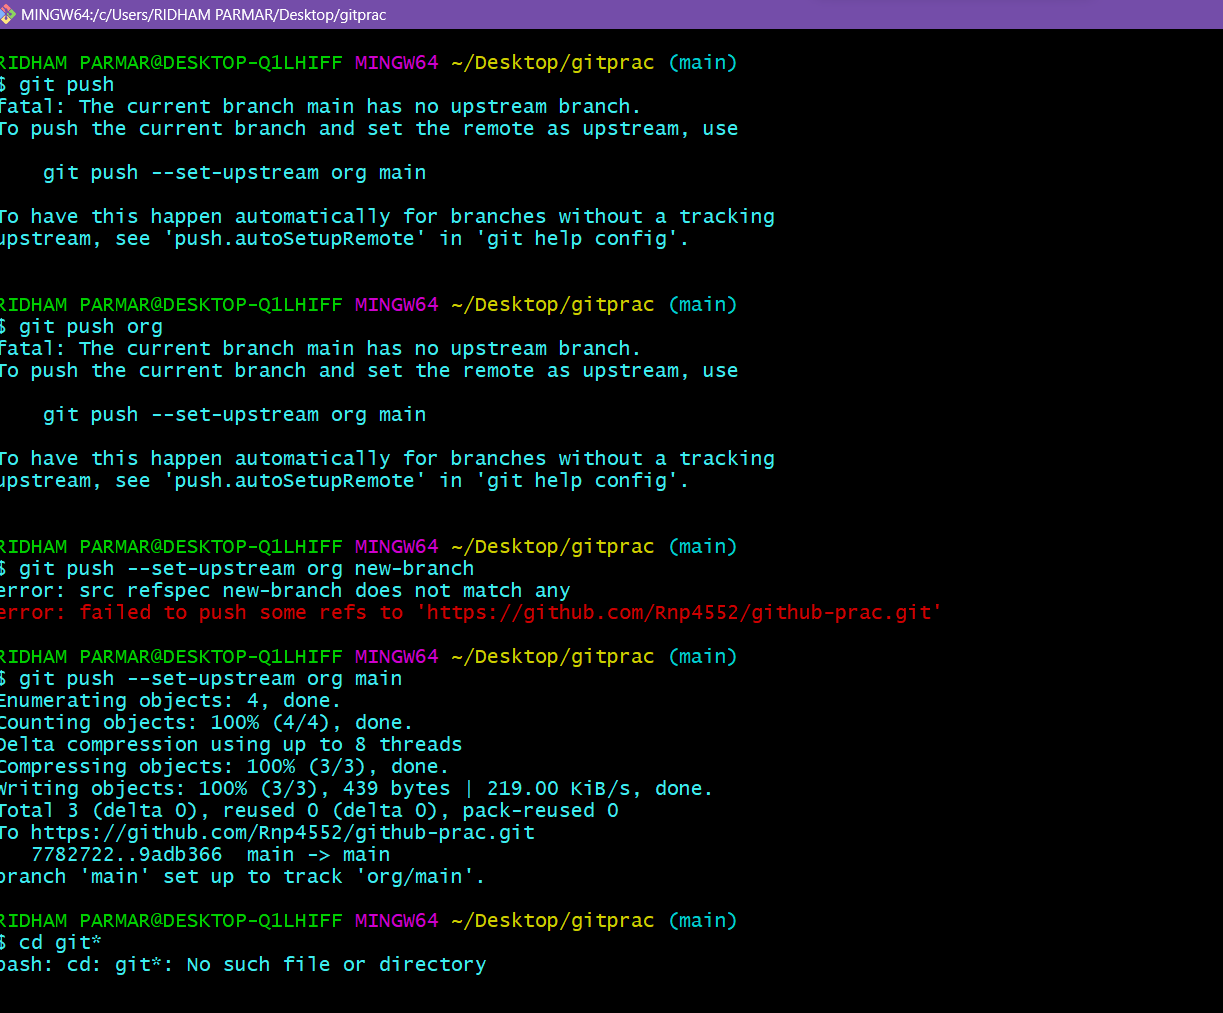 MINGW64:/c/Users/RIDHAM PARMAR/Desktop/gitprac
RIDHAM PARMAR@DESKTOP-Q1LHIFF MINGW64 ~/Desktop/gitprac (main)
$ git push
fatal: The current branch main has no upstream branch.
To push the current branch and set the remote as upstream, use
    git push --set-upstream org main
To have this happen automatically for branches without a tracking
upstream, see 'push.autoSetupRemote' in 'git help config'.
RIDHAM PARMAR@DESKTOP-Q1LHIFF MINGW64 ~/Desktop/gitprac (main)
$ git push org
fatal: The current branch main has no upstream branch.
To push the current branch and set the remote as upstream, use
    git push --set-upstream org main
To have this happen automatically for branches without a tracking
upstream, see 'push.autoSetupRemote' in 'git help config'.
RIDHAM PARMAR@DESKTOP-Q1LHIFF MINGW64 ~/Desktop/gitprac (main)
$ git push --set-upstream org new-branch
error: src refspec new-branch does not match any
error: failed to push some refs to 'https://github.com/Rnp4552/github-prac.git'
RIDHAM PARMAR@DESKTOP-Q1LHIFF MINGW64 ~/Desktop/gitprac (main)
$ git push --set-upstream org main
Enumerating objects: 4, done.
Counting objects: 100% (4/4), done.
Delta compression using up to 8 threads
Compressing objects: 100% (3/3), done.
Writing objects: 100% (3/3), 439 bytes | 219.00 KiB/s, done.
Total 3 (delta 0), reused 0 (delta 0), pack-reused 0
To https://github.com/Rnp4552/github-prac.git
   7782722..9adb366  main -> main
branch 'main' set up to track 'org/main'.
RIDHAM PARMAR@DESKTOP-Q1LHIFF MINGW64 ~/Desktop/gitprac (main)
$ cd git*
bash: cd: git*: No such file or directory